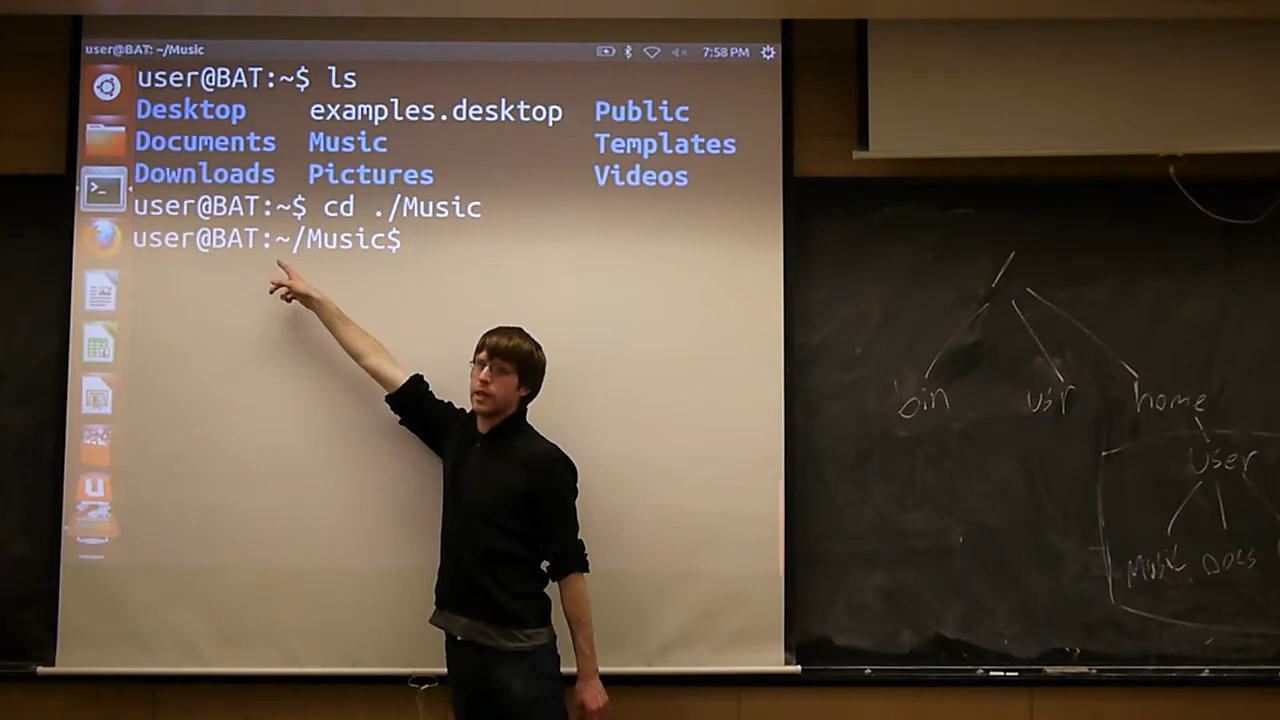 user@BAT: ~/Music
7:58 PM
user@BAT:~$ ls
Desktop examples.desktop Public
Documents Music Templates
Downloads Pictures Videos
user@BAT:~$ cd ./Music
user@BAT:~/Music$
/
bin usr home
user
Music Docs